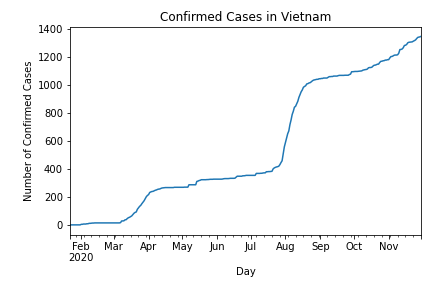 Confirmed Cases in Vietnam
1400
1200
1000
800
600
400
200
0
Number of Confirmed Cases
Feb Mar Apr May Jun Jul Aug Sep Oct Nov
2020
Day